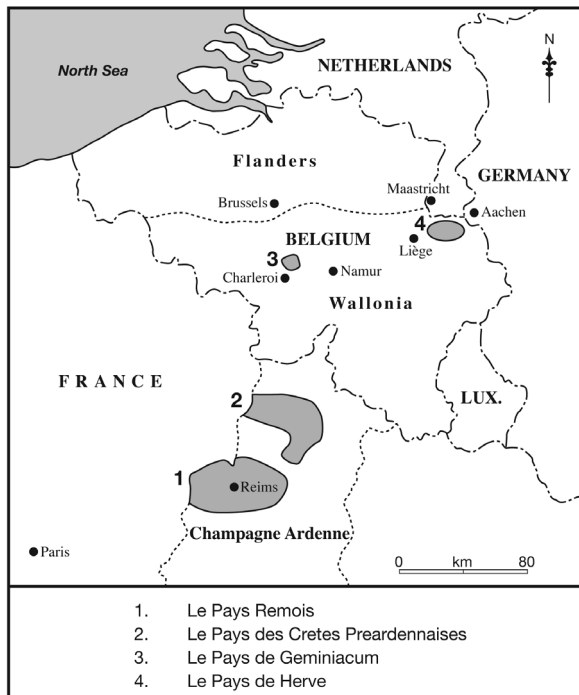 North Sea
NETHERLANDS
N
Flanders
GERMANY
Maastricht
Brussels
Aachen
4
BELGIUM
Liège
3
Charleroi
Namur
Wallonia
FRANCE
2
LUX.
1
Reims
Champagne Ardenne
Paris
0 km 80
1. Le Pays Remois
2. Le Pays des Cretes Preardennaises
3. Le Pays de Geminiacum
4. Le Pays de Herve